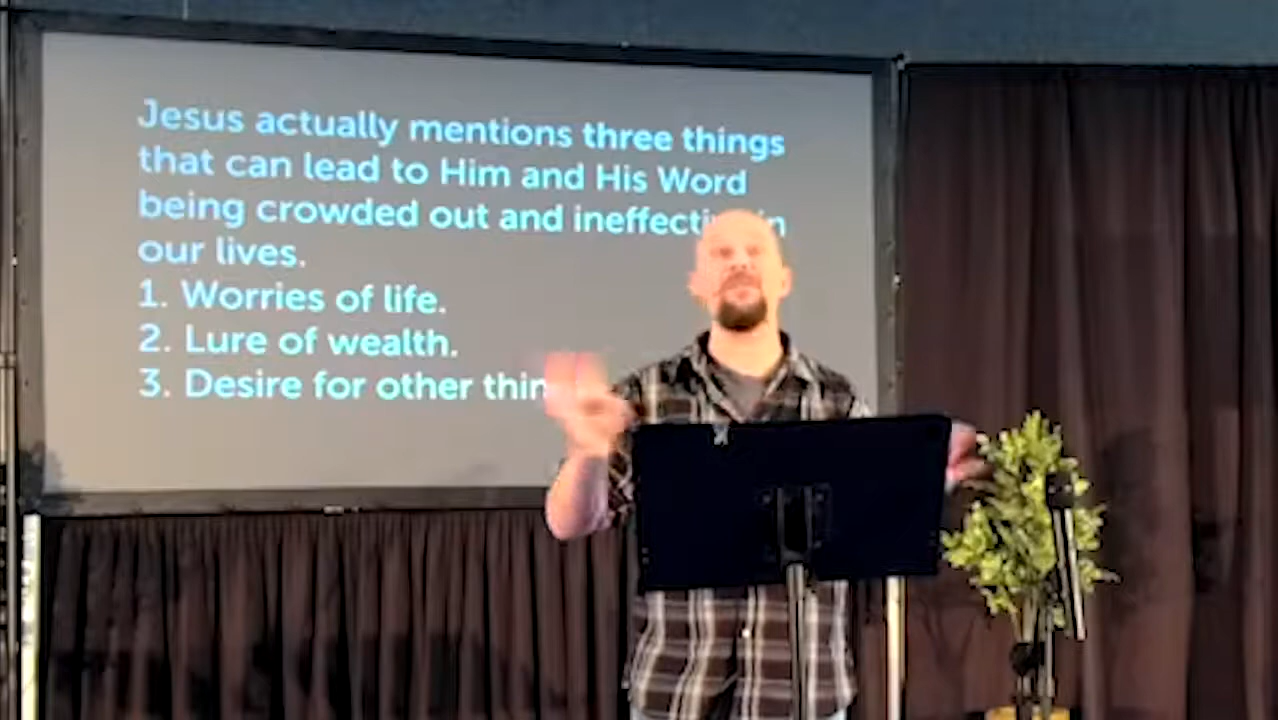 Jesus actually mentions three things
that can lead to Him and His Word
being crowded out and in
our lives.
1. Worries of life.
2. Lure of wealth.
3. Desire for other